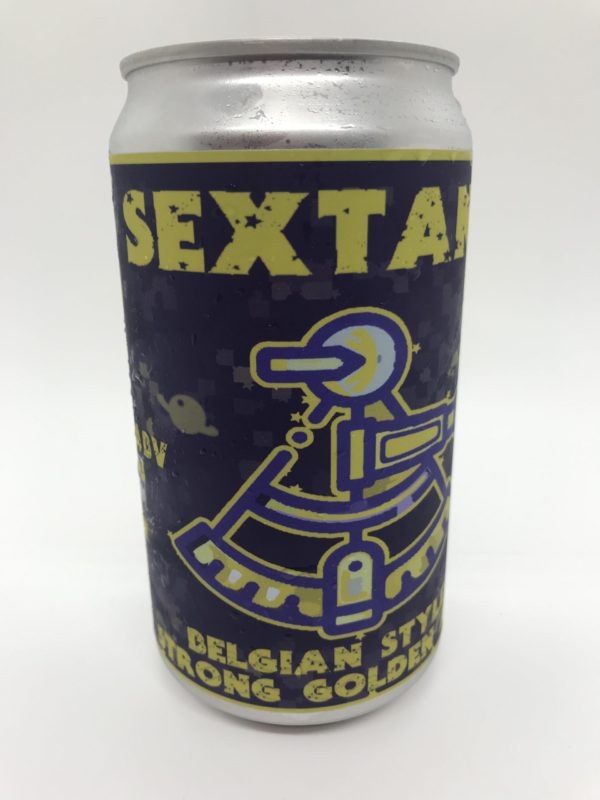 SEXTAN
BELGIAN STYL
STRONG GOLDEN